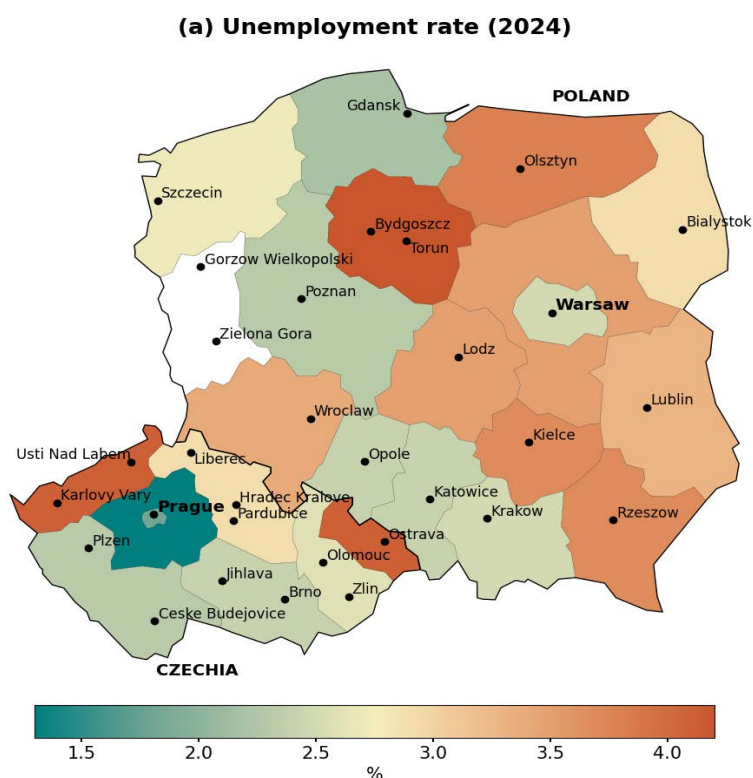 (a) Unemployment rate (2024)
POLAND
Gdansk
Olsztyn
Szczecin
Bydgoszcz
Bialystok
Torun
Gorzow Wielkopolski
Poznan
Warsaw
Zielona Gora
Lodz
Lublin
Wroclaw
Kielce
Usti Nad Labem
Liberec
Opole
Karlovy Vary
Prague
Hradec Kralove
Katowice
Pardubice
Krakow
Rzeszow
Plzen
Ostrava
Olomouc
Jihlava
Brno
Zlin
Ceske Budejovice
CZECHIA
1.5 2.0 2.5 3.0 3.5 4.0
%